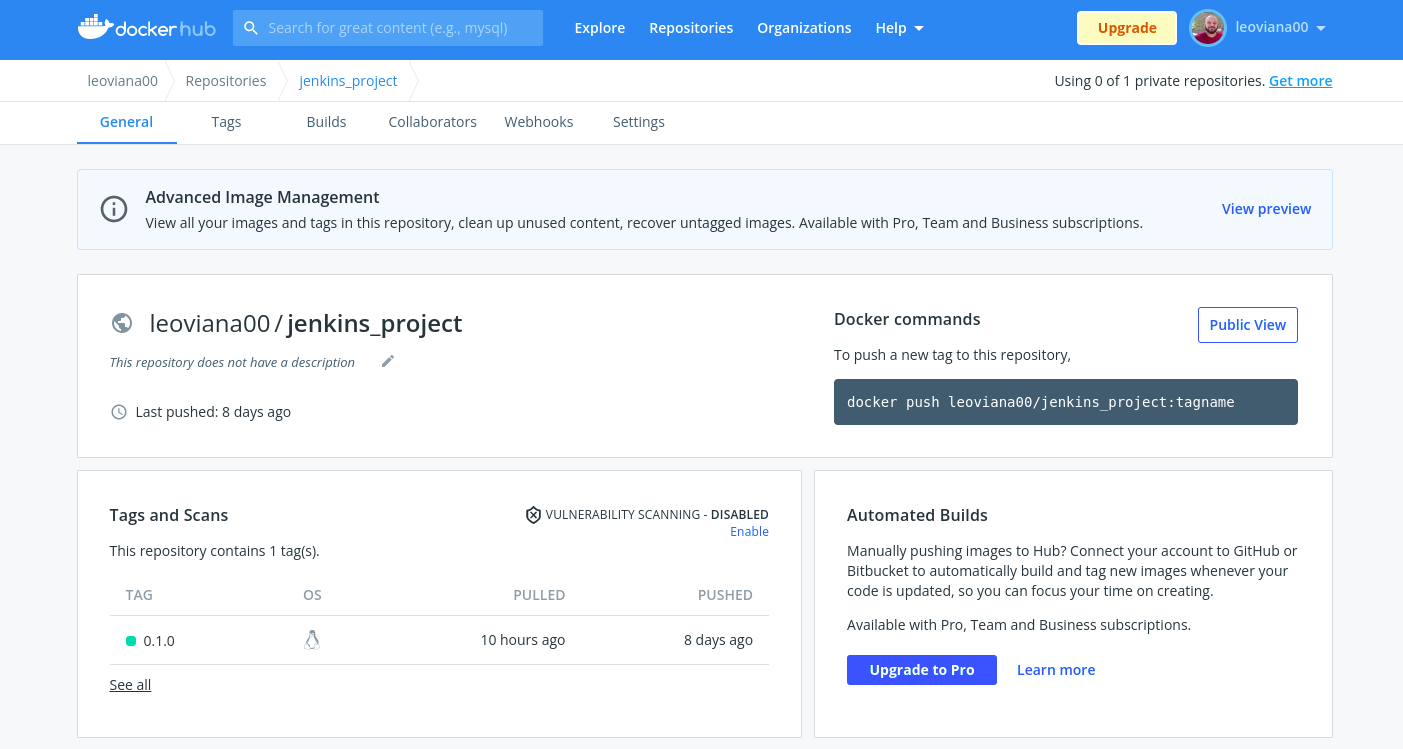 docker hub
Search for great content (e.g., mysql)
Explore
Repositories
Organizations
Help
Upgrade
leoviana00
leoviana00
Repositories
jenkins_project
Using 0 of 1 private repositories. Get more
General
Tags
Builds
Collaborators
Webhooks
Settings
Advanced Image Management
View all your images and tags in this repository, clean up unused content, recover untagged images. Available with Pro, Team and Business subscriptions.
View preview
leoviana00 / jenkins_project
This repository does not have a description
Last pushed: 8 days ago
Docker commands
Public View
To push a new tag to this repository,
docker push leoviana00/jenkins_project:tagname
Tags and Scans
VULNERABILITY SCANNING - DISABLED
Enable
This repository contains 1 tag(s).
TAG OS PULLED PUSHED
0.1.0 10 hours ago 8 days ago
See all
Automated Builds
Manually pushing images to Hub? Connect your account to GitHub or
Bitbucket to automatically build and tag new images whenever your
code is updated, so you can focus your time on creating.
Available with Pro, Team and Business subscriptions.
Upgrade to Pro
Learn more